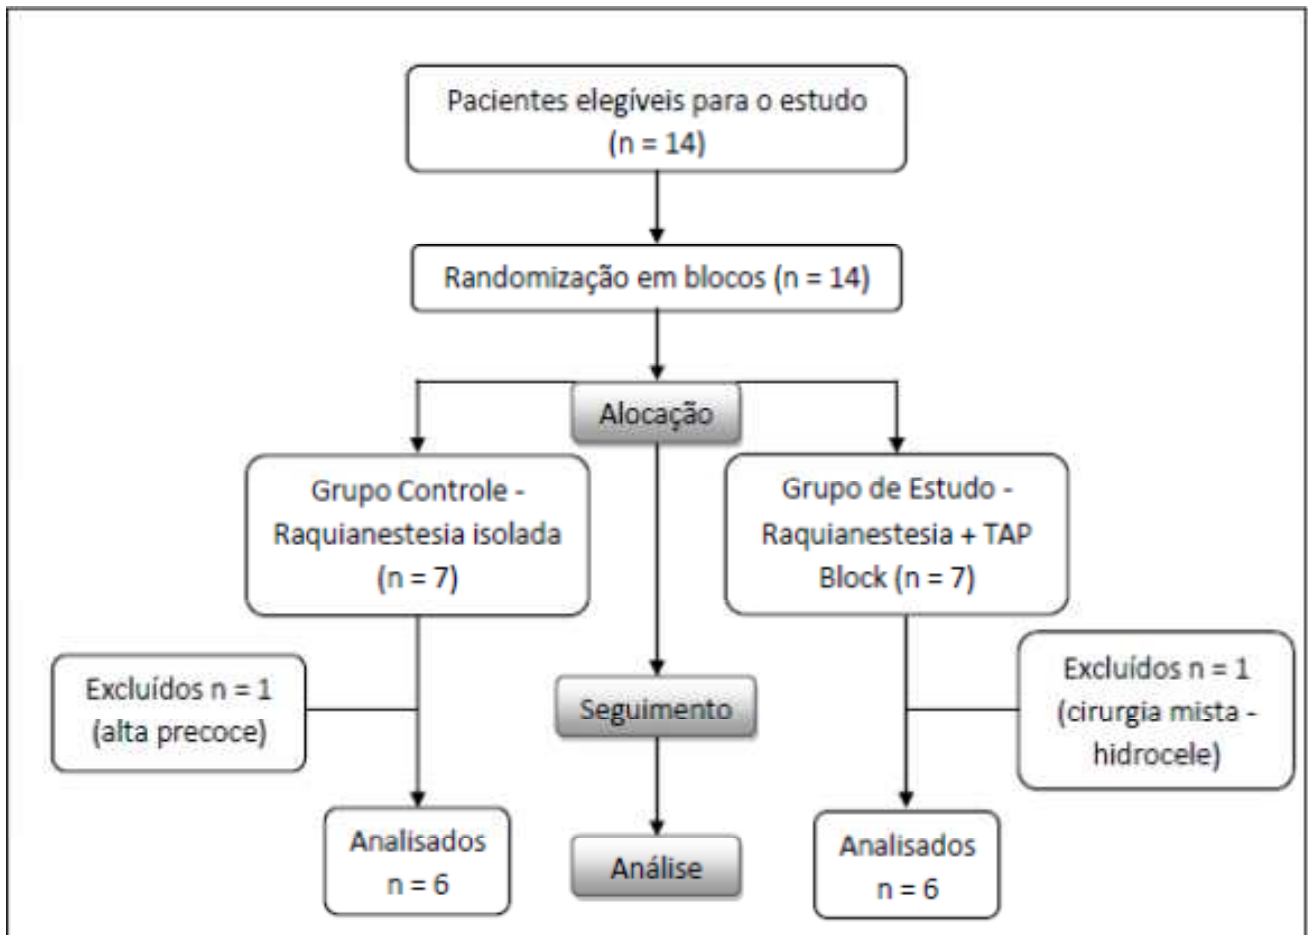 Pacientes elegíveis para o estudo
(n = 14)
Randomização em blocos (n = 14)
Alocação
Grupo Controle -
Raquianestesia isolada
(n = 7)
Grupo de Estudo -
Raquianestesia + TAP
Block (n = 7)
Excluídos n = 1
(alta precoce)
Seguimento
Excluídos n = 1
(cirurgia mista -
hidrocele)
Analisados
n = 6
Análise
Analisados
n = 6